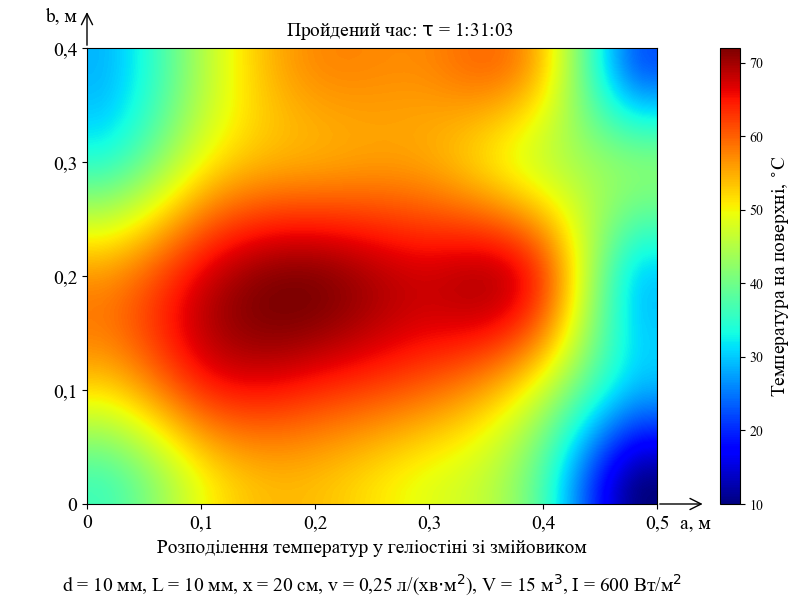 b, м
Пройдений час: τ = 1:31:03
0,4
0,3
0,2
0,1
0
0 0,1 0,2 0,3 0,4 0,5 a, м
70
60
50
40
30
20
10
Температура на поверхні, °C
Розподілення температур у геліостіні зі змійовиком
d = 10 мм, L = 10 мм, x = 20 см, v = 0,25 л/(хв·м²), V = 15 м³, I = 600 Вт/м²